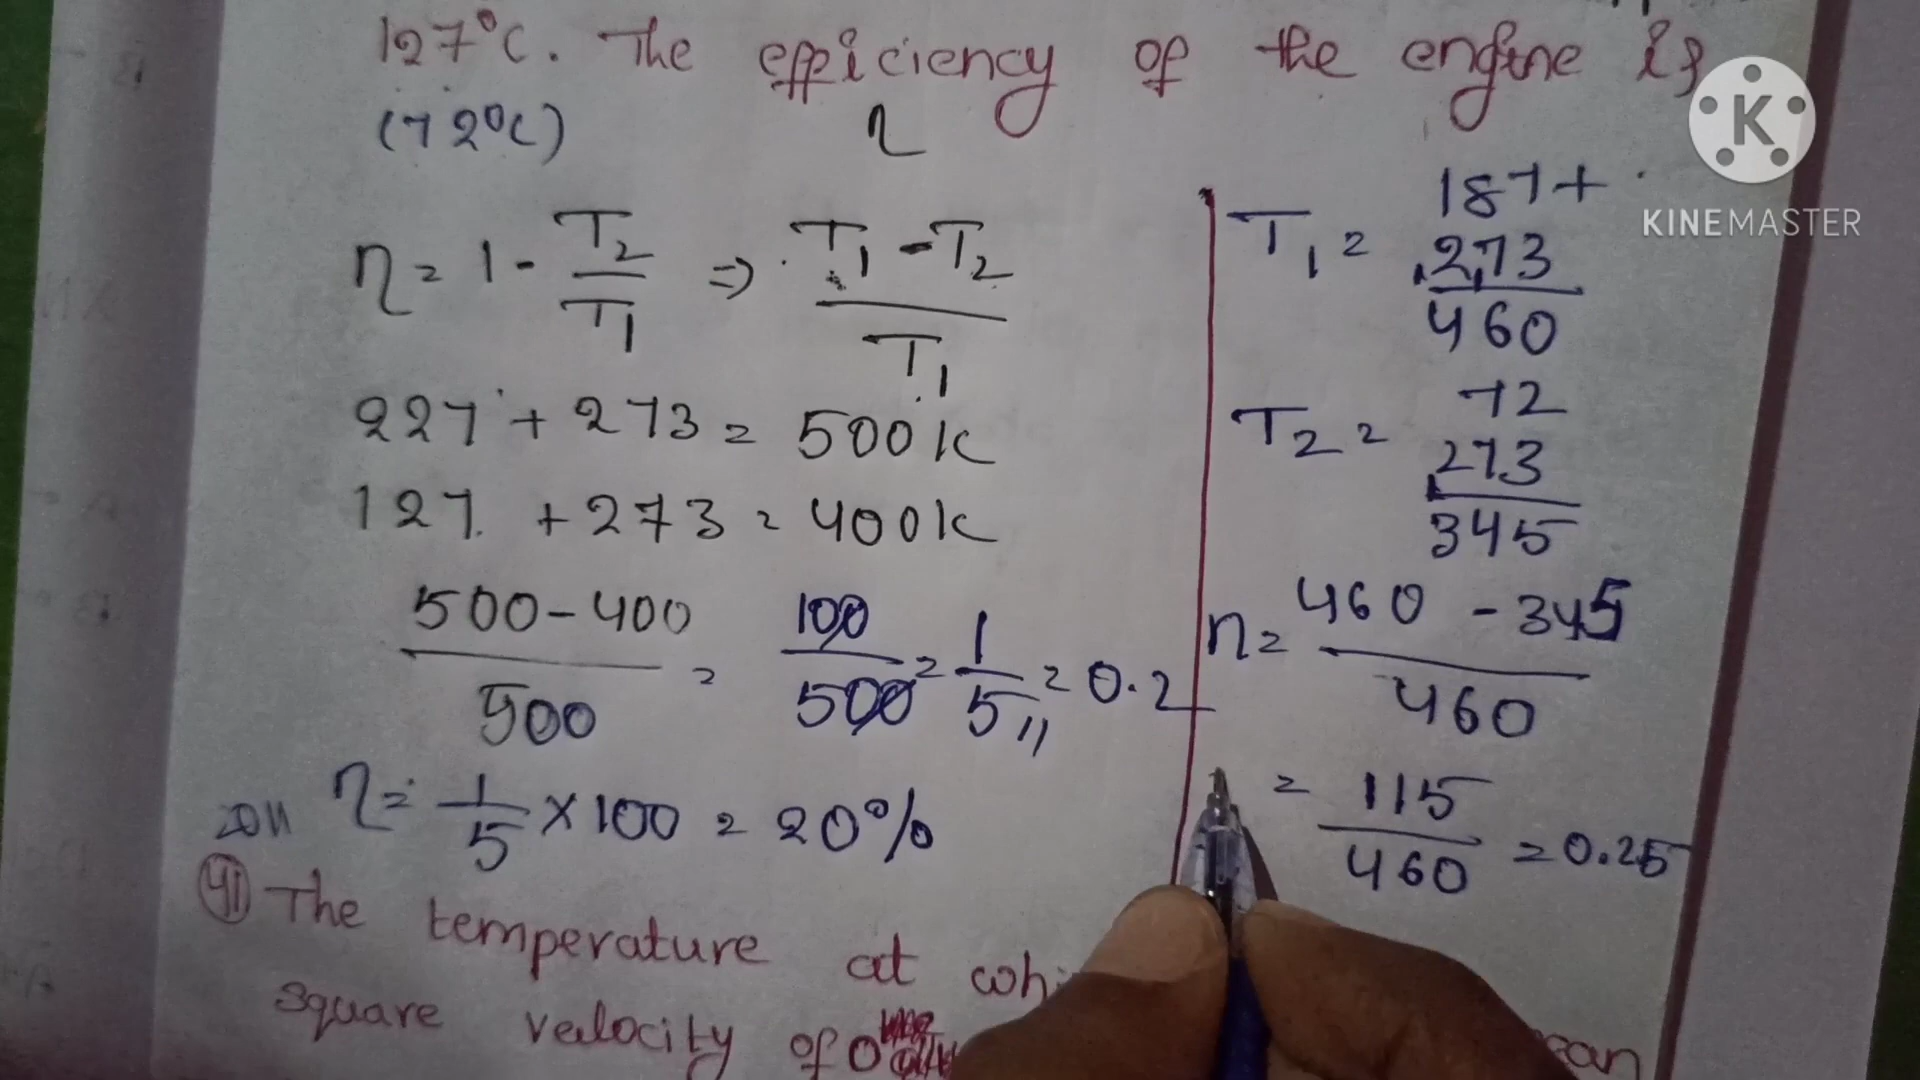 127°C. The efficiency of the engine is
(72°C) η
η = 1 - T2/T1 => T1 - T2/T1
227 + 273 = 500K
127 + 273 = 400K
500-400/500 = 100/500 = 1/5 = 0.2
η = 1/5 × 100 = 20%
2011
41 The temperature at
square velocity of
T1 = 187+
273
460
T2 = 72
273
345
η = 460 - 345/460
= 115/460 = 0.25
K
KINEMASTER